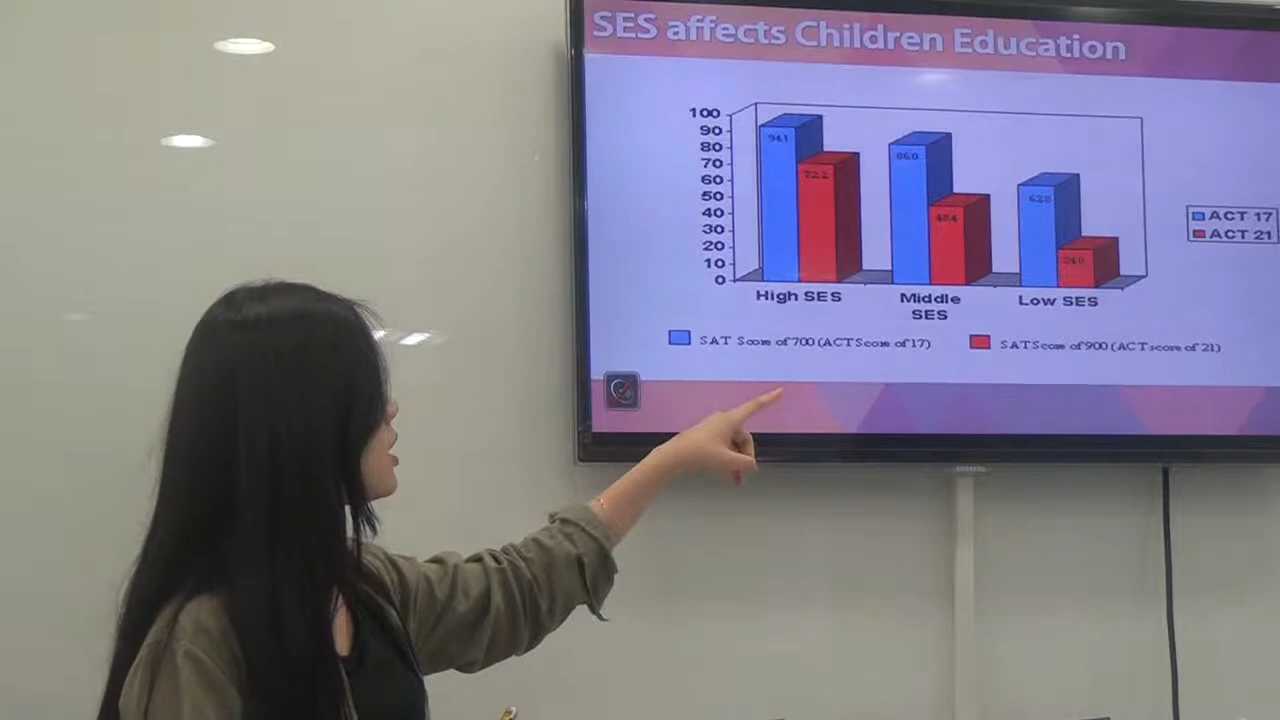 SES affects Children Education
100
90
80
70
60
50
40
30
20
10
0
94.1
72.2
86.0
48.4
62.0
24.0
High SES
Middle
SES
Low SES
ACT 17
ACT 21
SAT Score of 700 (ACT Score of 17)
SAT Score of 900 (ACT score of 21)